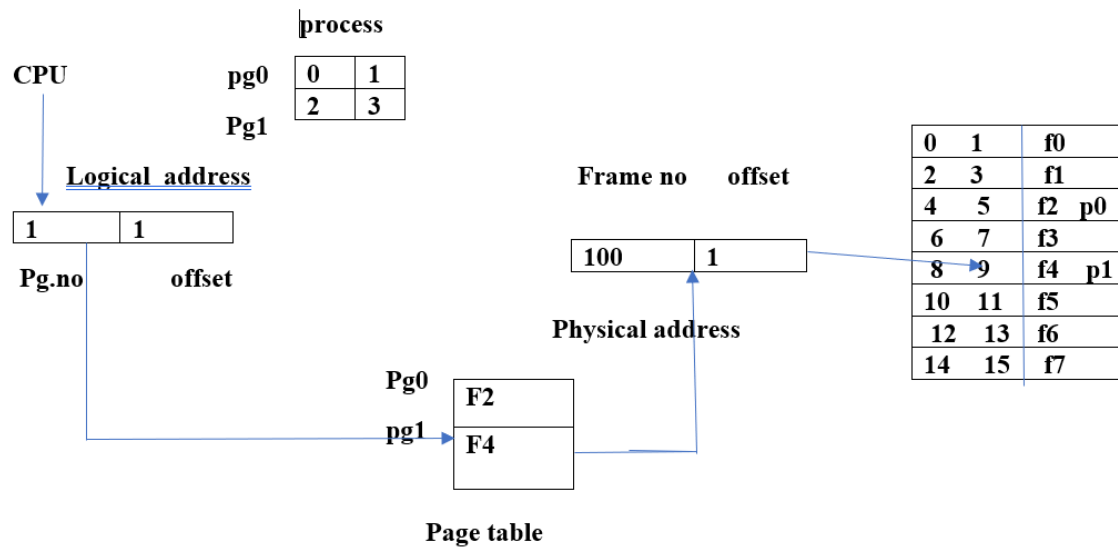 process
CPU
pg0 0 1
2 3
Pg1
Logical address
1 1
Pg.no offset
Frame no offset
100 1
Physical address
0 1 f0
2 3 f1
4 5 f2 p0
6 7 f3
8 9 f4 p1
10 11 f5
12 13 f6
14 15 f7
Pg0 F2
pg1 F4
Page table